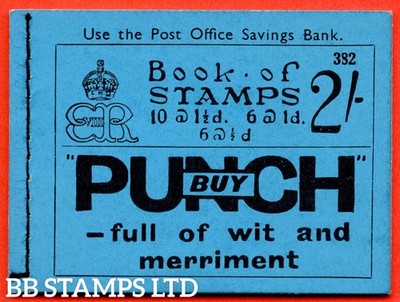 Use the Post Office Savings Bank.
382
Book · of
STAMPS 2/-
10 @ 1½d. 6 @ 1d.
6 @ ½d
EVIIIR
"PUNCH"
BUY
–full of wit and
merriment
BB STAMPS LTD